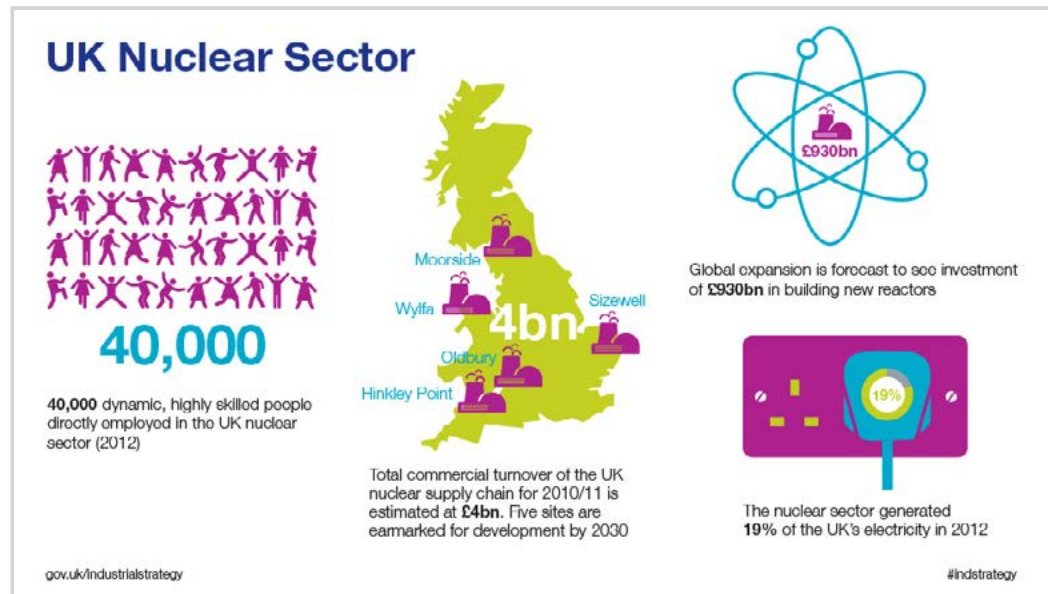 UK Nuclear Sector
40,000
40,000 dynamic, highly skilled people
directly employed in the UK nuclear
sector (2012)
Moorside
Wylfa
Sizewell
4bn
Oldbury
Hinkley Point
Total commercial turnover of the UK
nuclear supply chain for 2010/11 is
estimated at £4bn. Five sites are
earmarked for development by 2030
£930bn
Global expansion is forecast to see investment
of £930bn in building new reactors
19%
The nuclear sector generated
19% of the UK's electricity in 2012
gov.uk/industrialstrategy
#indstrategy